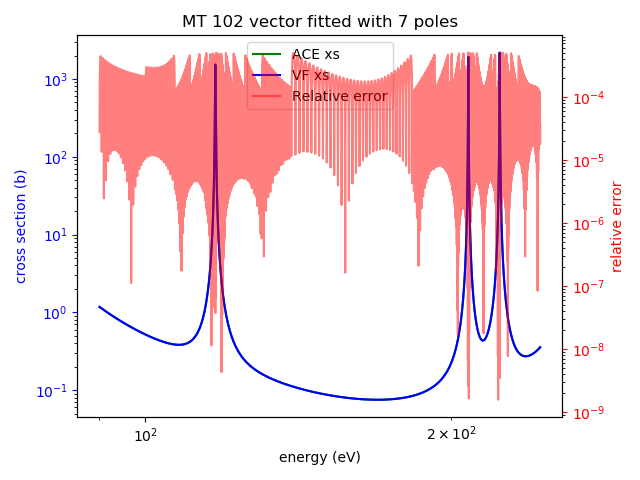 MT 102 vector fitted with 7 poles
ACE xs
VF xs
Relative error
cross section (b)
10³
10²
10¹
10⁰
10⁻¹
10⁻⁴
10⁻⁵
10⁻⁶
10⁻⁷
10⁻⁸
10⁻⁹
relative error
10² 2 × 10²
energy (eV)